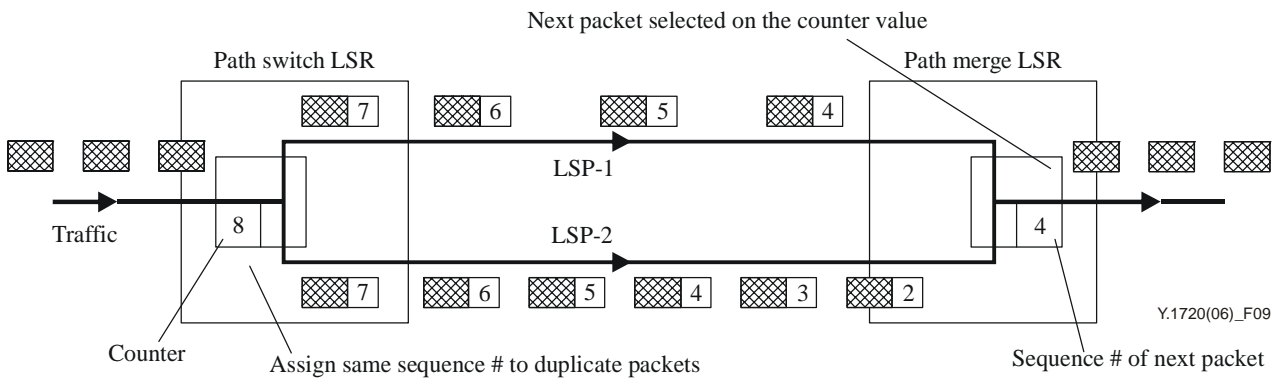 Next packet selected on the counter value
Path switch LSR
Path merge LSR
7
6
5
4
LSP-1
8
4
Traffic
LSP-2
7
6
5
4
3
2
Y.1720(06)_F09
Counter
Assign same sequence # to duplicate packets
Sequence # of next packet